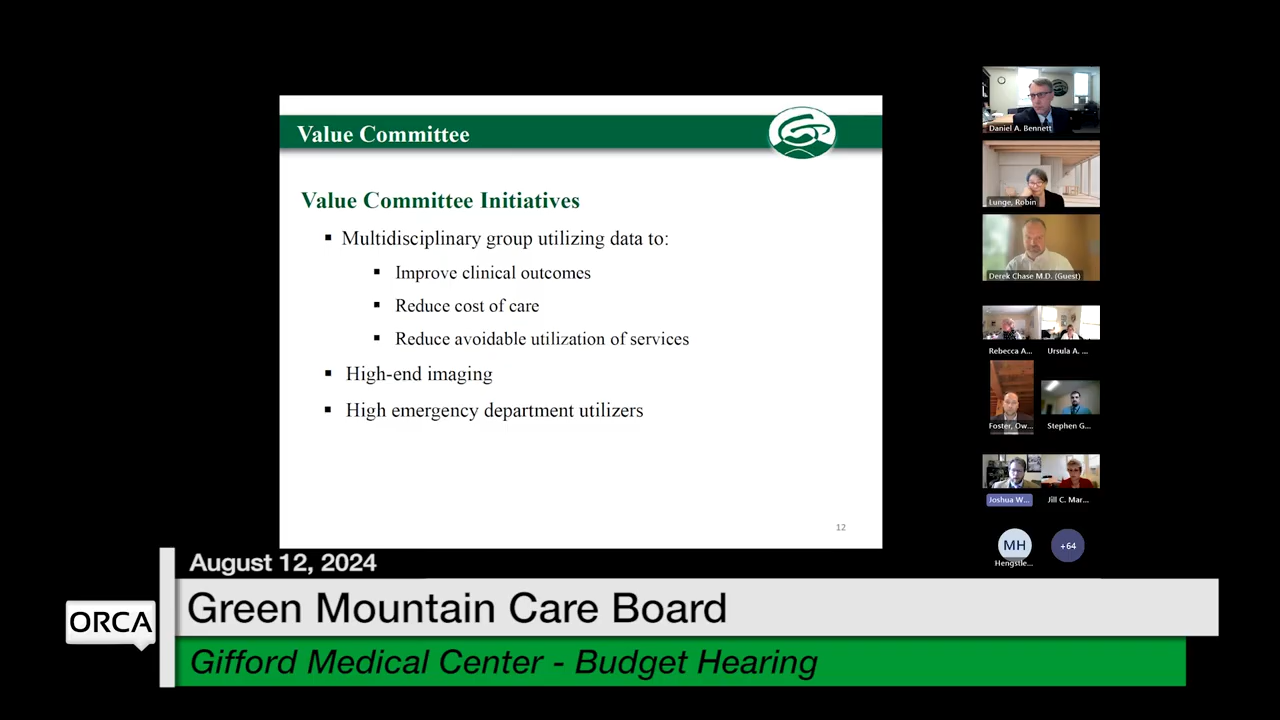 Value Committee
Value Committee Initiatives
▪ Multidisciplinary group utilizing data to:
▪ Improve clinical outcomes
▪ Reduce cost of care
▪ Reduce avoidable utilization of services
▪ High-end imaging
▪ High emergency department utilizers
12
Daniel A. Bennett
Lunge, Robin
Derek Chase M.D. (Guest)
Rebecca A...
Ursula A. ...
Foster, Ow...
Stephen G...
Joshua W...
Jill C. Mar...
MH
+64
Hengstle...
August 12, 2024
ORCA
Green Mountain Care Board
Gifford Medical Center - Budget Hearing